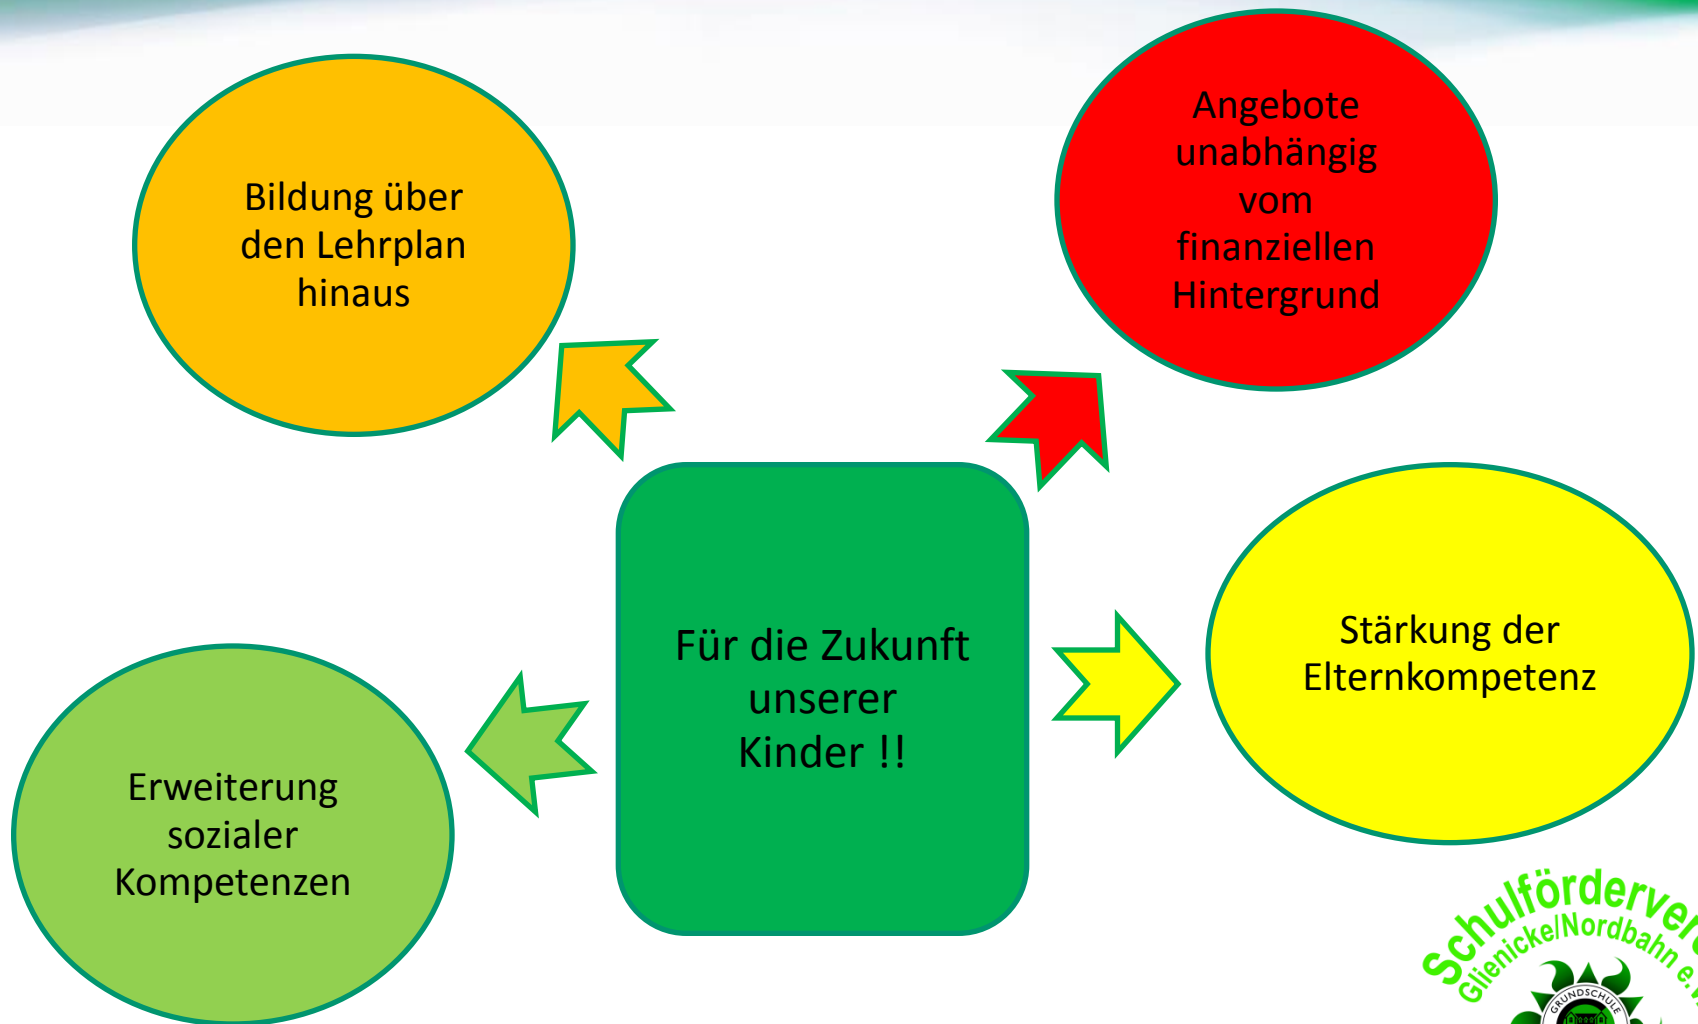 Bildung über
den Lehrplan
hinaus
Angebote
unabhängig
vom
finanziellen
Hintergrund
Für die Zukunft
unserer
Kinder !!
Stärkung der
Elternkompetenz
Erweiterung
sozialer
Kompetenzen
Glienicke/Nordbahn
GRUNDSCHULE